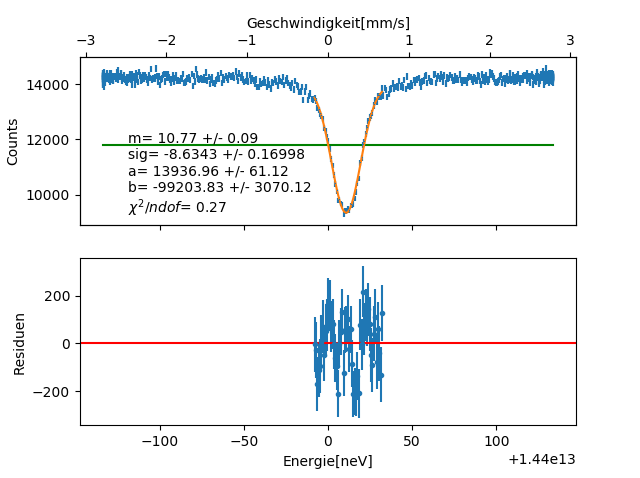 Geschwindigkeit[mm/s]
−3 −2 −1 0 1 2 3
14000
12000
10000
Counts
m= 10.77 +/- 0.09
sig= -8.6343 +/- 0.16998
a= 13936.96 +/- 61.12
b= -99203.83 +/- 3070.12
χ²/ndof= 0.27
200
0
−200
Residuen
−100 −50 0 50 100
Energie[neV]
+1.44e13